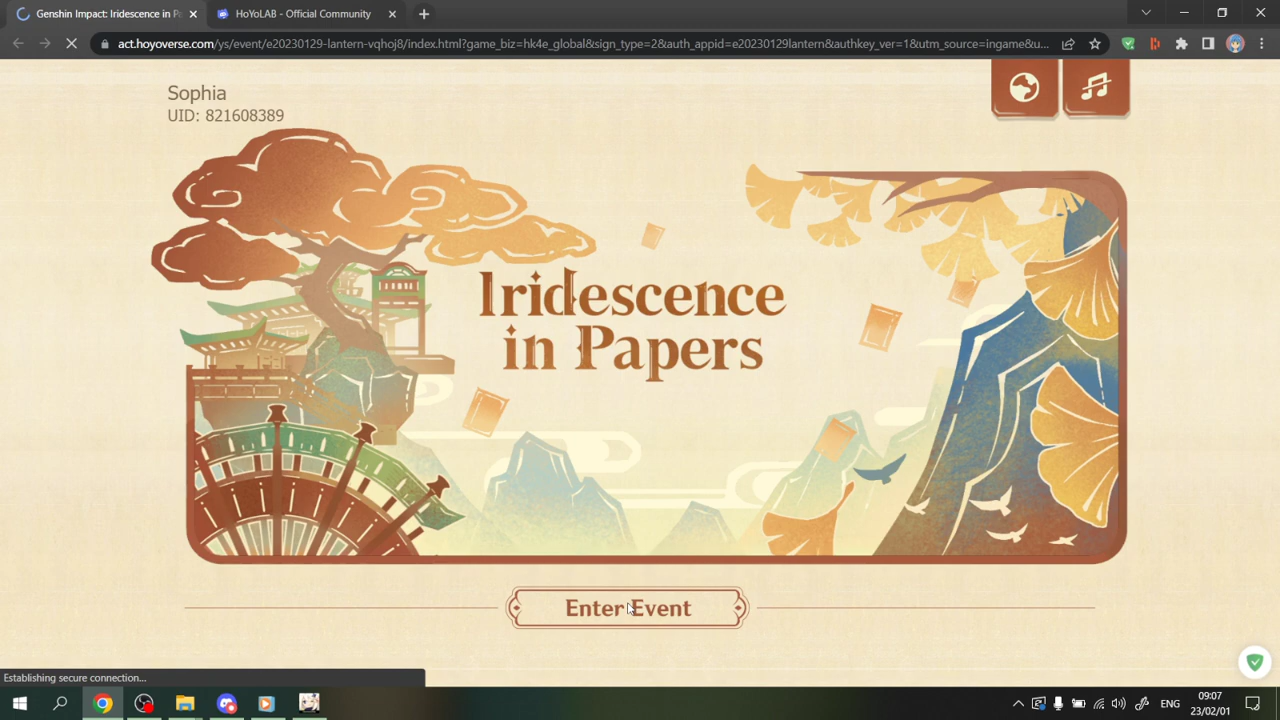 Genshin Impact: Iridescence in P
HoYoLAB - Official Community
act.hoyoverse.com/ys/event/e20230129-lantern-vqhoj8/index.html?game_biz=hk4e_global&sign_type=2&auth_appid=e20230129lantern&authkey_ver=1&utm_source=ingame&u...
Sophia
UID: 821608389
Iridescence
in Papers
Enter Event
Establishing secure connection...
ENG
09:07
23/02/01